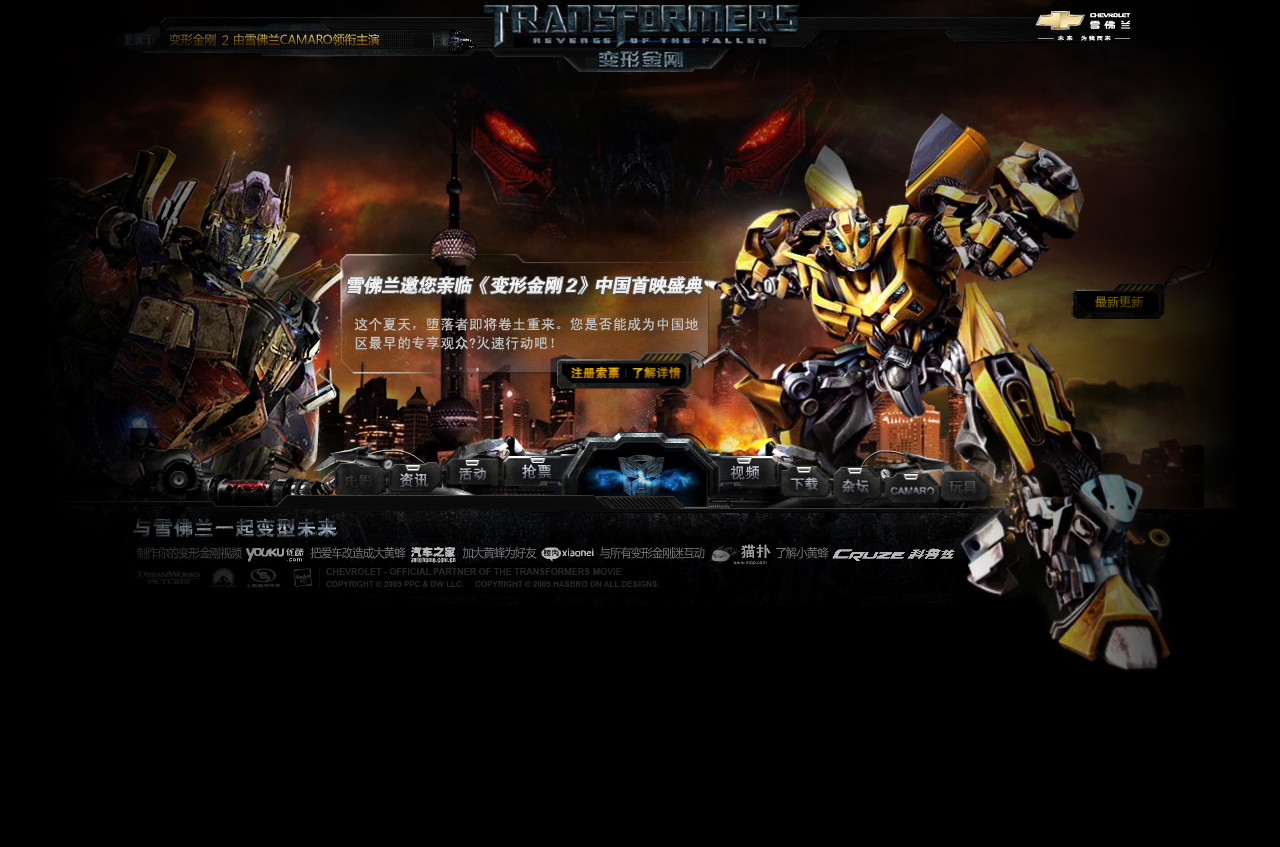 TRANSFORMERS
REVENGE OF THE FALLEN
变形金刚
变形金刚 2 由雪佛兰CAMARO领衔主演
CHEVROLET
雪佛兰
未来 为我而来
雪佛兰邀您亲临《变形金刚2》中国首映盛典
这个夏天，堕落者即将卷土重来。您是否能成为中国地
区最早的专享观众?火速行动吧！
注册索票 | 了解详情
最新更新
电影 资讯 活动 抢票 视频 下载 杂坛 CAMARO 玩具
与雪佛兰一起变型未来
制作你的变形金刚视频 YOUKU 优酷 .com 把爱车改造成大黄蜂 汽车之家 autohome.com.cn 加大黄蜂为好友 xiaonei 与所有变形金刚迷互动 猫扑 www.mop.com 了解小黄蜂 CRUZE 科鲁兹
DREAMWORKS PICTURES
CHEVROLET - OFFICIAL PARTNER OF THE TRANSFORMERS MOVIE
COPYRIGHT © 2009 PPC & DW LLC. COPYRIGHT © 2009 HASBRO ON ALL DESIGNS.